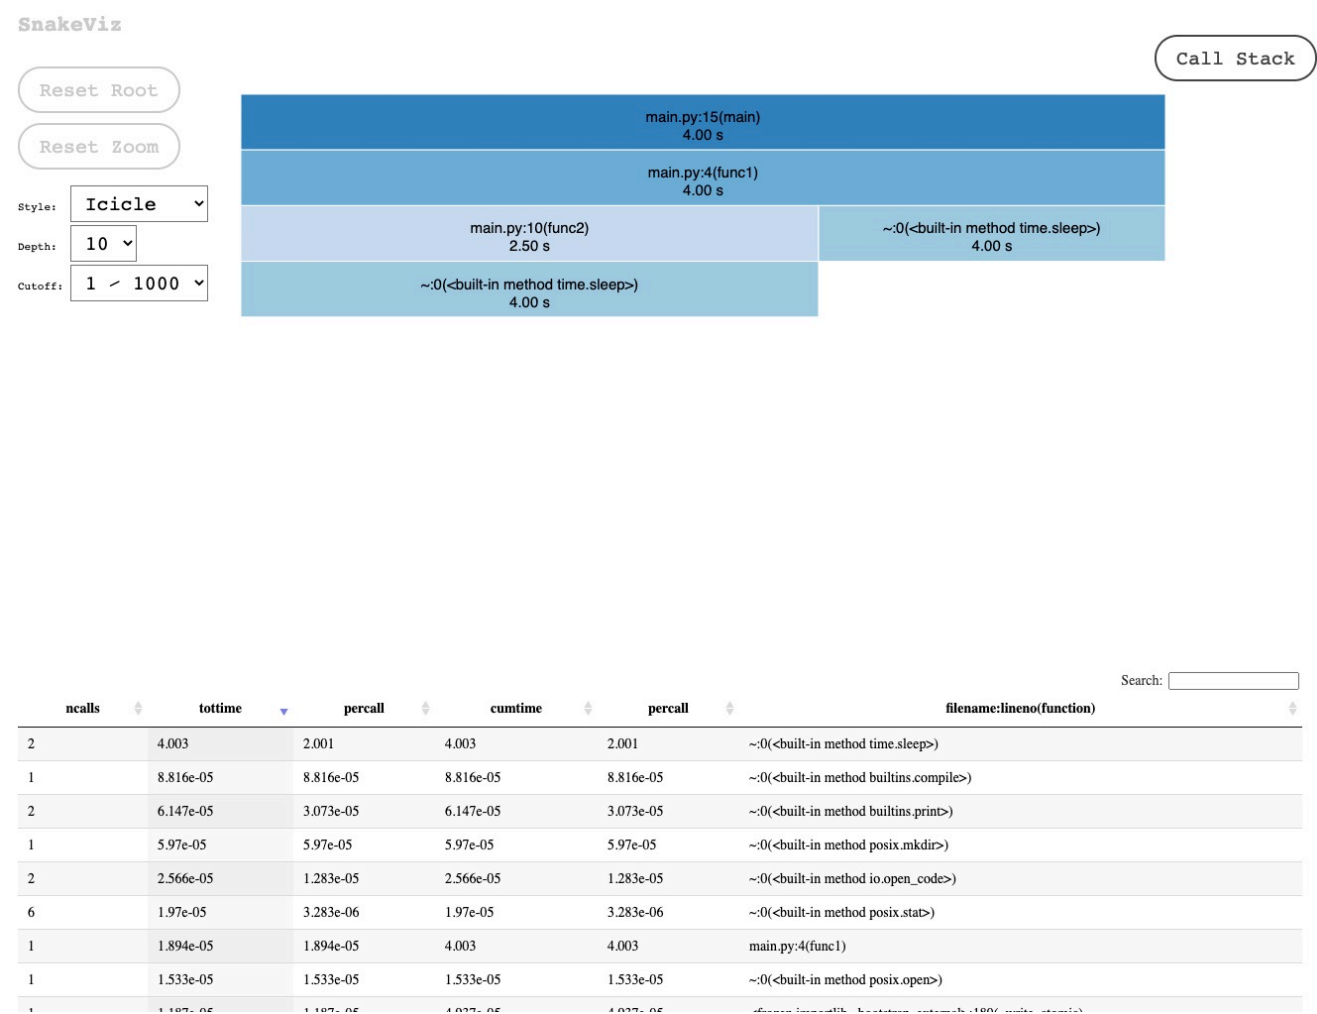 SnakeViz
Call Stack
Reset Root
Reset Zoom
Style: Icicle
Depth: 10
Cutoff: 1 / 1000
main.py:15(main)
4.00 s
main.py:4(func1)
4.00 s
main.py:10(func2)
2.50 s
~:0(<built-in method time.sleep>)
4.00 s
~:0(<built-in method time.sleep>)
4.00 s
Search:
ncalls tottime percall cumtime percall filename:lineno(function)
2 4.003 2.001 4.003 2.001 ~:0(<built-in method time.sleep>)
1 8.816e-05 8.816e-05 8.816e-05 8.816e-05 ~:0(<built-in method builtins.compile>)
2 6.147e-05 3.073e-05 6.147e-05 3.073e-05 ~:0(<built-in method builtins.print>)
1 5.97e-05 5.97e-05 5.97e-05 5.97e-05 ~:0(<built-in method posix.mkdir>)
2 2.566e-05 1.283e-05 2.566e-05 1.283e-05 ~:0(<built-in method io.open_code>)
6 1.97e-05 3.283e-06 1.97e-05 3.283e-06 ~:0(<built-in method posix.stat>)
1 1.894e-05 1.894e-05 4.003 4.003 main.py:4(func1)
1 1.533e-05 1.533e-05 1.533e-05 1.533e-05 ~:0(<built-in method posix.open>)